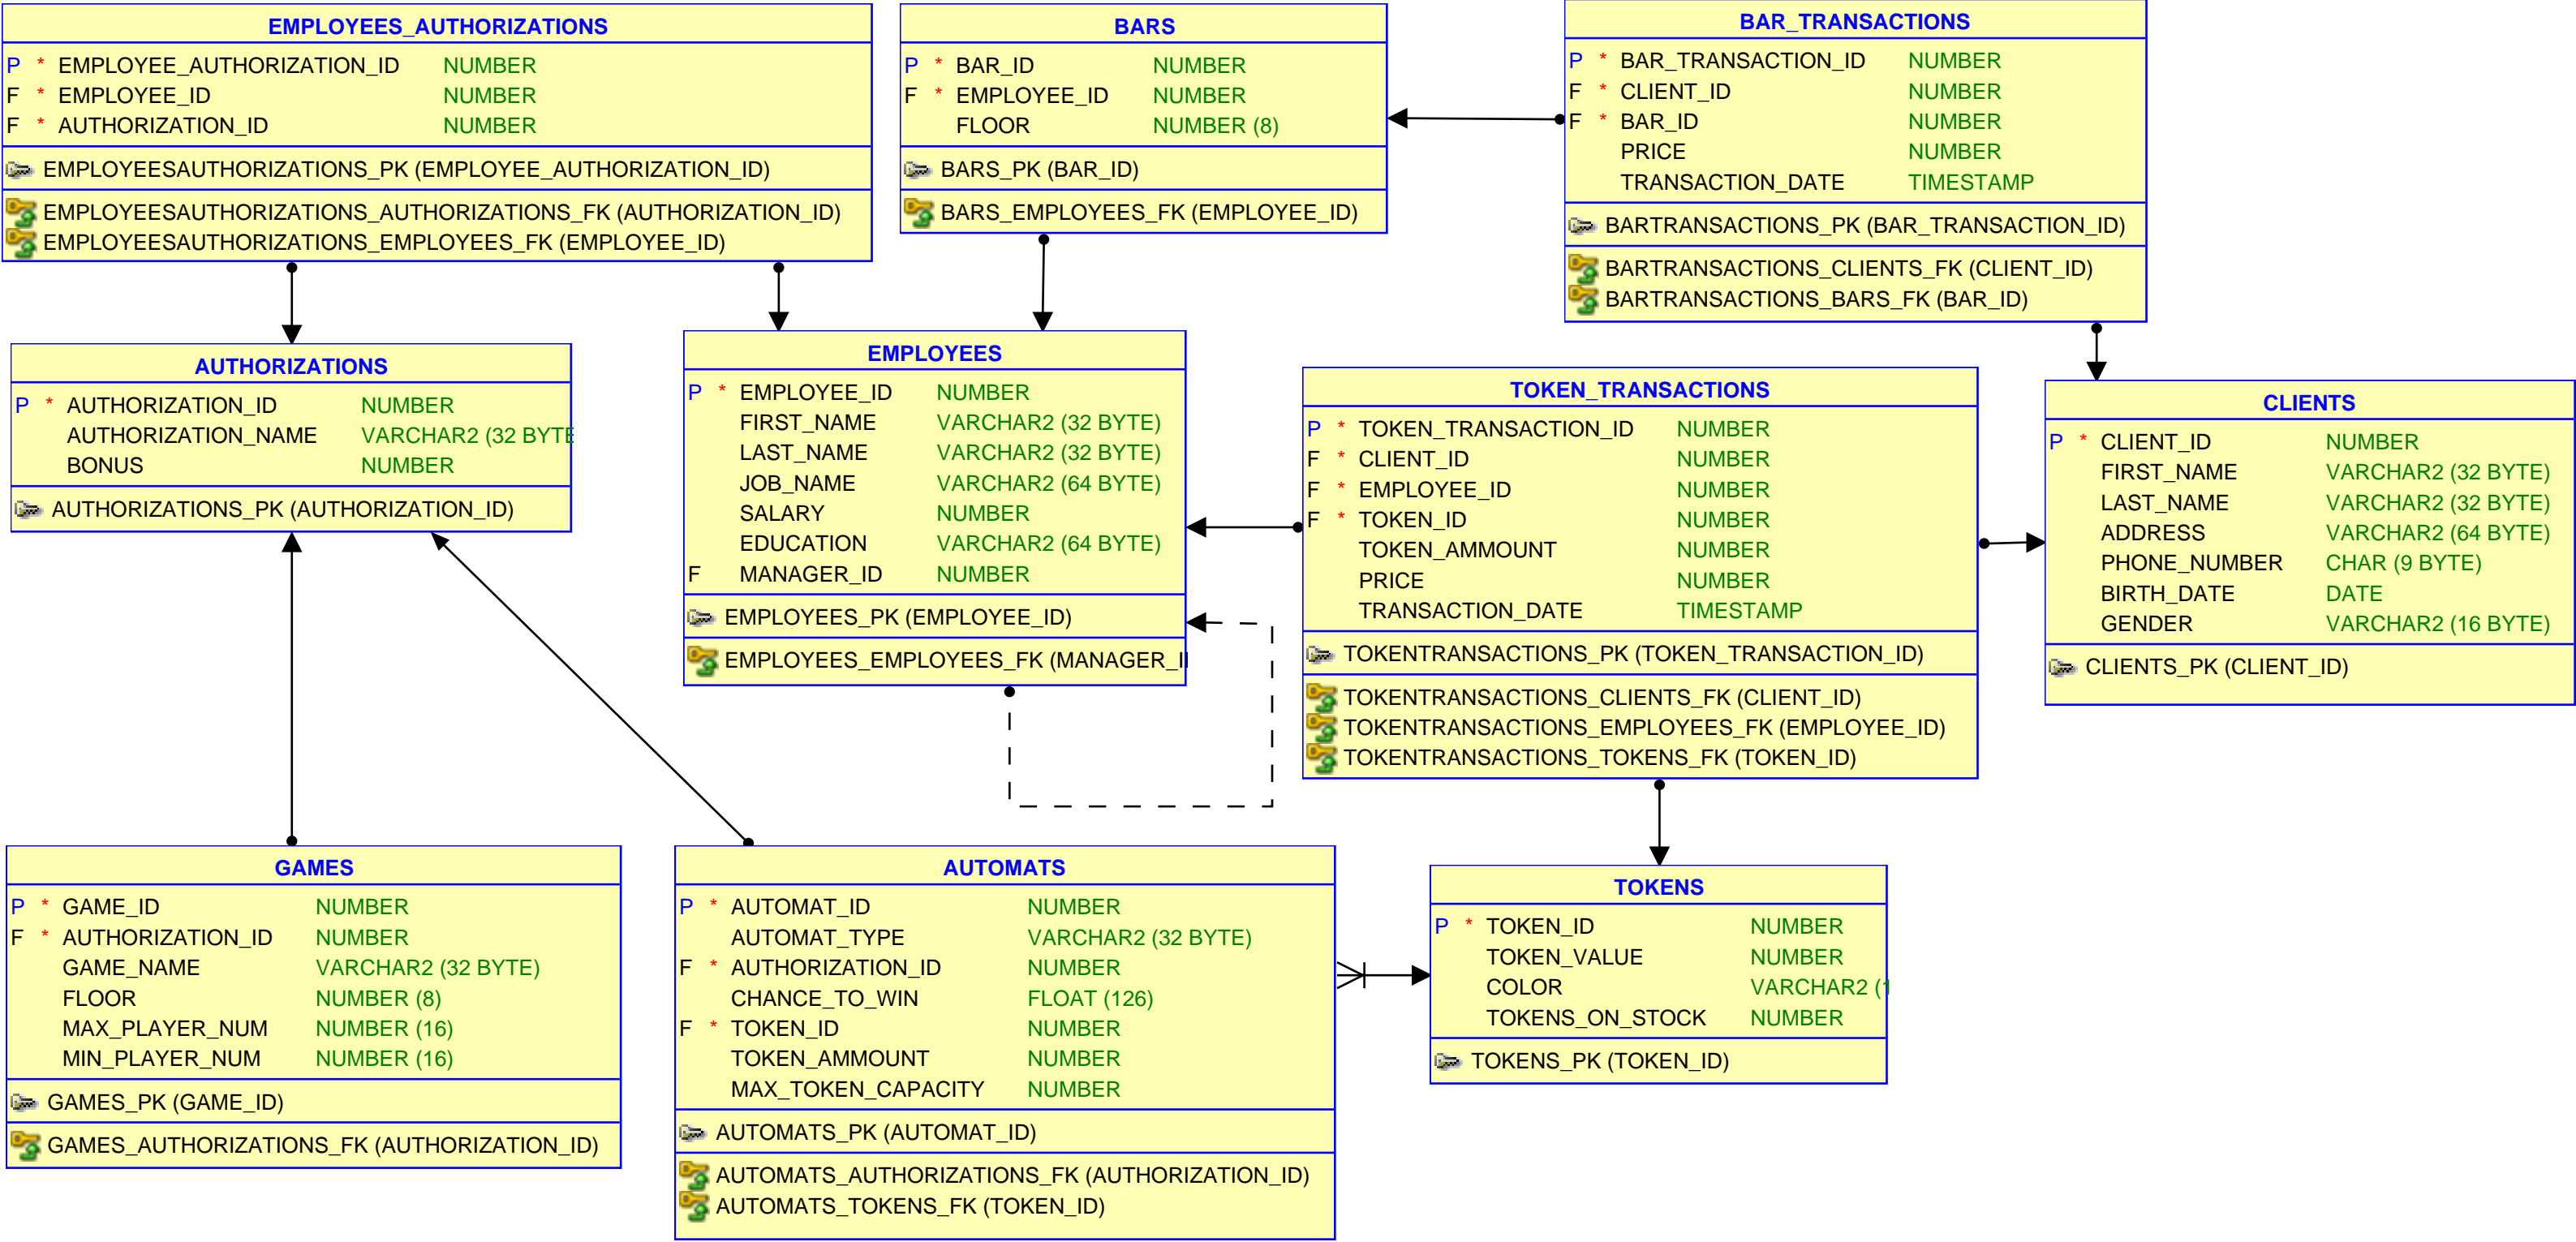 EMPLOYEES_AUTHORIZATIONS
P * EMPLOYEE_AUTHORIZATION_ID NUMBER
F * EMPLOYEE_ID NUMBER
F * AUTHORIZATION_ID NUMBER
EMPLOYEESAUTHORIZATIONS_PK (EMPLOYEE_AUTHORIZATION_ID)
EMPLOYEESAUTHORIZATIONS_AUTHORIZATIONS_FK (AUTHORIZATION_ID)
EMPLOYEESAUTHORIZATIONS_EMPLOYEES_FK (EMPLOYEE_ID)
BARS
P * BAR_ID NUMBER
F * EMPLOYEE_ID NUMBER
FLOOR NUMBER (8)
BARS_PK (BAR_ID)
BARS_EMPLOYEES_FK (EMPLOYEE_ID)
BAR_TRANSACTIONS
P * BAR_TRANSACTION_ID NUMBER
F * CLIENT_ID NUMBER
F * BAR_ID NUMBER
PRICE NUMBER
TRANSACTION_DATE TIMESTAMP
BARTRANSACTIONS_PK (BAR_TRANSACTION_ID)
BARTRANSACTIONS_CLIENTS_FK (CLIENT_ID)
BARTRANSACTIONS_BARS_FK (BAR_ID)
AUTHORIZATIONS
P * AUTHORIZATION_ID NUMBER
AUTHORIZATION_NAME VARCHAR2 (32 BYTE
BONUS NUMBER
AUTHORIZATIONS_PK (AUTHORIZATION_ID)
EMPLOYEES
P * EMPLOYEE_ID NUMBER
FIRST_NAME VARCHAR2 (32 BYTE)
LAST_NAME VARCHAR2 (32 BYTE)
JOB_NAME VARCHAR2 (64 BYTE)
SALARY NUMBER
EDUCATION VARCHAR2 (64 BYTE)
F MANAGER_ID NUMBER
EMPLOYEES_PK (EMPLOYEE_ID)
EMPLOYEES_EMPLOYEES_FK (MANAGER_I
TOKEN_TRANSACTIONS
P * TOKEN_TRANSACTION_ID NUMBER
F * CLIENT_ID NUMBER
F * EMPLOYEE_ID NUMBER
F * TOKEN_ID NUMBER
TOKEN_AMMOUNT NUMBER
PRICE NUMBER
TRANSACTION_DATE TIMESTAMP
TOKENTRANSACTIONS_PK (TOKEN_TRANSACTION_ID)
TOKENTRANSACTIONS_CLIENTS_FK (CLIENT_ID)
TOKENTRANSACTIONS_EMPLOYEES_FK (EMPLOYEE_ID)
TOKENTRANSACTIONS_TOKENS_FK (TOKEN_ID)
CLIENTS
P * CLIENT_ID NUMBER
FIRST_NAME VARCHAR2 (32 BYTE)
LAST_NAME VARCHAR2 (32 BYTE)
ADDRESS VARCHAR2 (64 BYTE)
PHONE_NUMBER CHAR (9 BYTE)
BIRTH_DATE DATE
GENDER VARCHAR2 (16 BYTE)
CLIENTS_PK (CLIENT_ID)
GAMES
P * GAME_ID NUMBER
F * AUTHORIZATION_ID NUMBER
GAME_NAME VARCHAR2 (32 BYTE)
FLOOR NUMBER (8)
MAX_PLAYER_NUM NUMBER (16)
MIN_PLAYER_NUM NUMBER (16)
GAMES_PK (GAME_ID)
GAMES_AUTHORIZATIONS_FK (AUTHORIZATION_ID)
AUTOMATS
P * AUTOMAT_ID NUMBER
AUTOMAT_TYPE VARCHAR2 (32 BYTE)
F * AUTHORIZATION_ID NUMBER
CHANCE_TO_WIN FLOAT (126)
F * TOKEN_ID NUMBER
TOKEN_AMMOUNT NUMBER
MAX_TOKEN_CAPACITY NUMBER
AUTOMATS_PK (AUTOMAT_ID)
AUTOMATS_AUTHORIZATIONS_FK (AUTHORIZATION_ID)
AUTOMATS_TOKENS_FK (TOKEN_ID)
TOKENS
P * TOKEN_ID NUMBER
TOKEN_VALUE NUMBER
COLOR VARCHAR2 (1
TOKENS_ON_STOCK NUMBER
TOKENS_PK (TOKEN_ID)